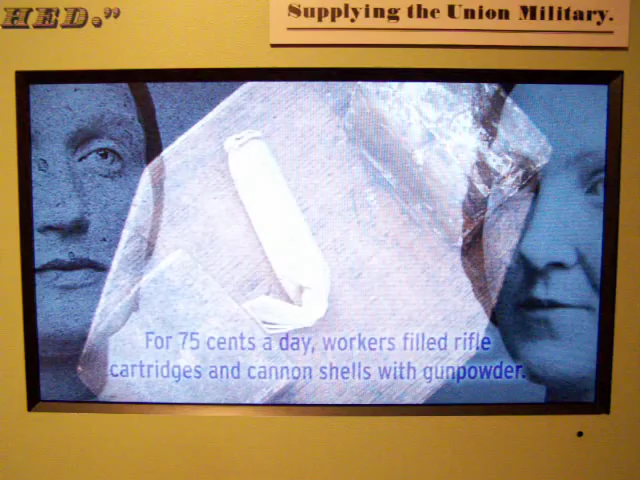 HED."
Supplying the Union Military.
For 75 cents a day, workers filled rifle
cartridges and cannon shells with gunpowder.